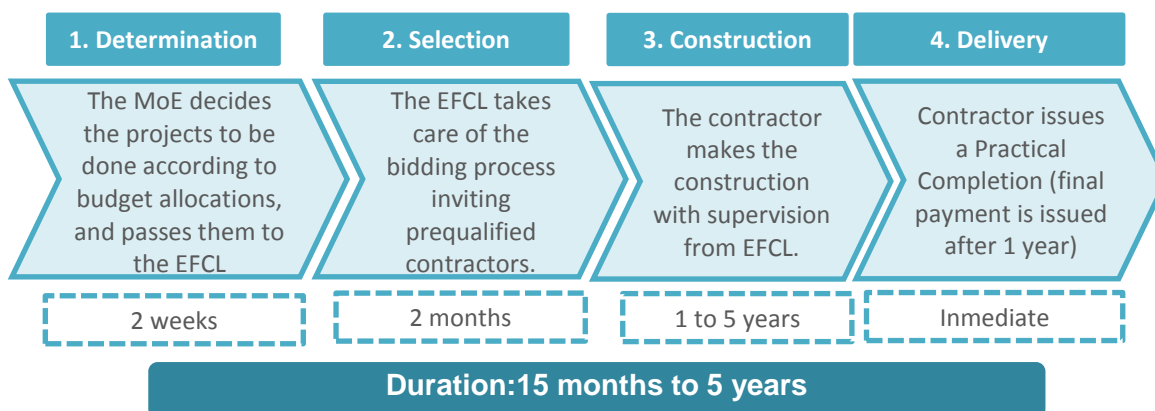 1. Determination
2. Selection
3. Construction
4. Delivery
The MoE decides
the projects to be
done according to
budget allocations,
and passes them to
the EFCL
The EFCL takes
care of the
bidding process
inviting
prequalified
contractors.
The contractor
makes the
construction
with supervision
from EFCL.
Contractor issues
a Practical
Completion (final
payment is issued
after 1 year)
2 weeks
2 months
1 to 5 years
Inmediate
Duration:15 months to 5 years